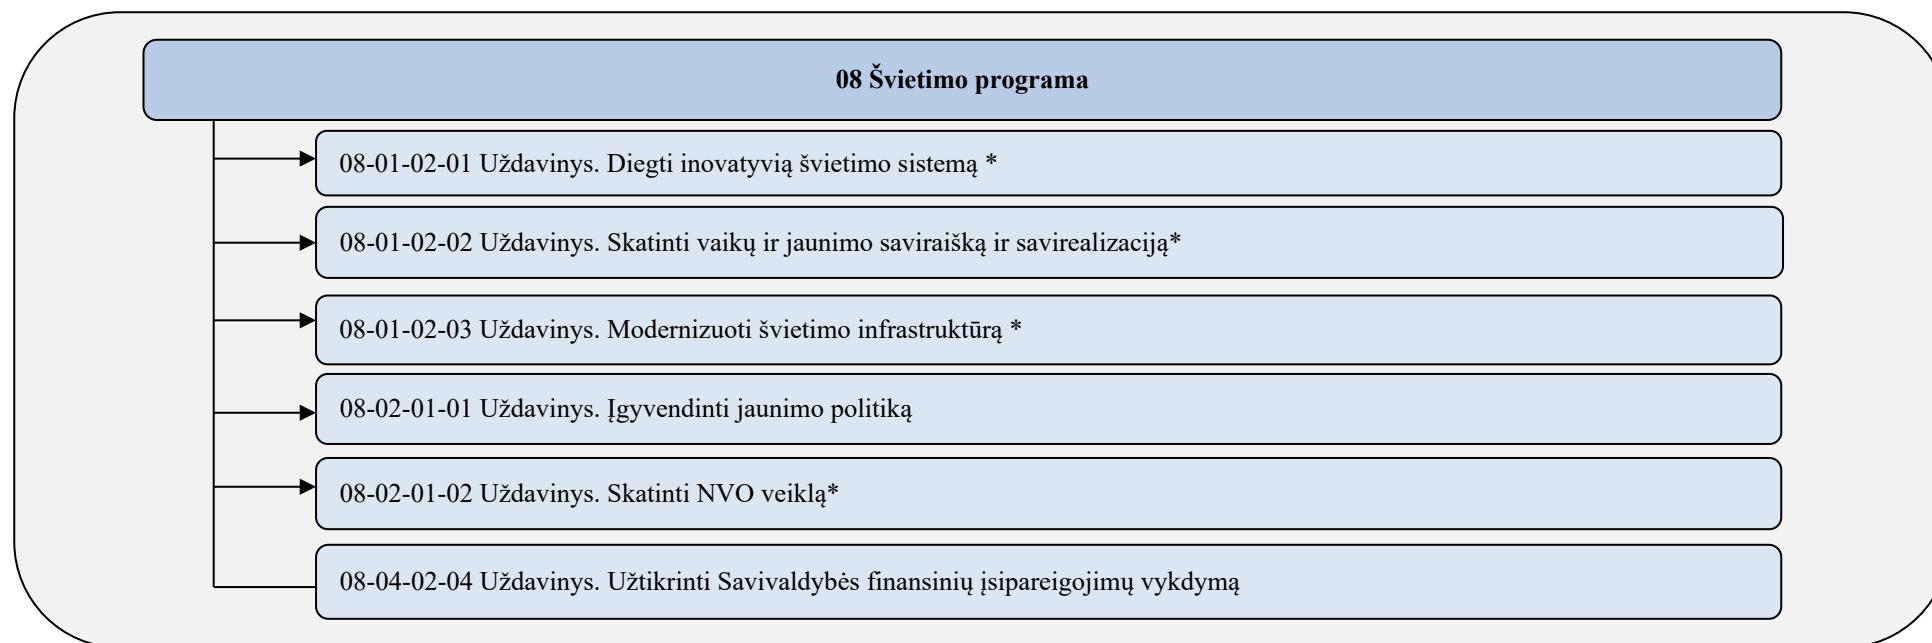 08 Švietimo programa
08-01-02-01 Uždavinys. Diegti inovatyvią švietimo sistemą *
08-01-02-02 Uždavinys. Skatinti vaikų ir jaunimo saviraišką ir savirealizaciją*
08-01-02-03 Uždavinys. Modernizuoti švietimo infrastruktūrą *
08-02-01-01 Uždavinys. Įgyvendinti jaunimo politiką
08-02-01-02 Uždavinys. Skatinti NVO veiklą*
08-04-02-04 Uždavinys. Užtikrinti Savivaldybės finansinių įsipareigojimų vykdymą